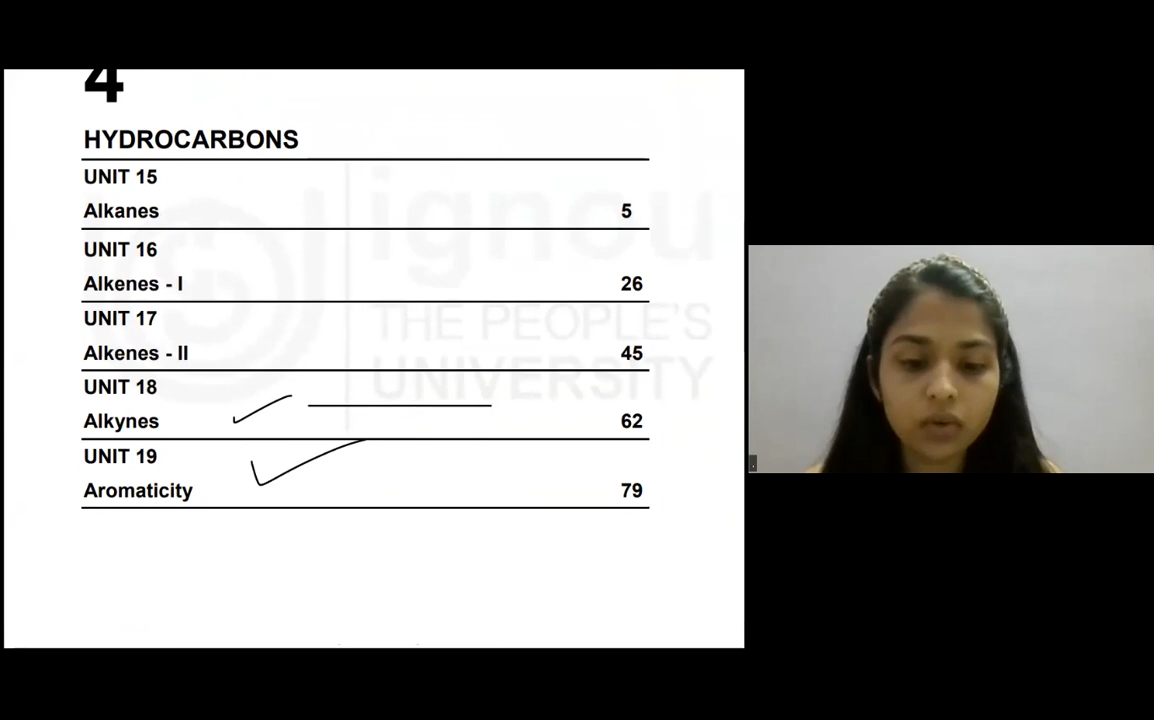 4
HYDROCARBONS
UNIT 15
Alkanes 5
UNIT 16
Alkenes - I 26
UNIT 17
Alkenes - II 45
UNIT 18
Alkynes 62
UNIT 19
Aromaticity 79
ignou
THE PEOPLE'S
UNIVERSITY